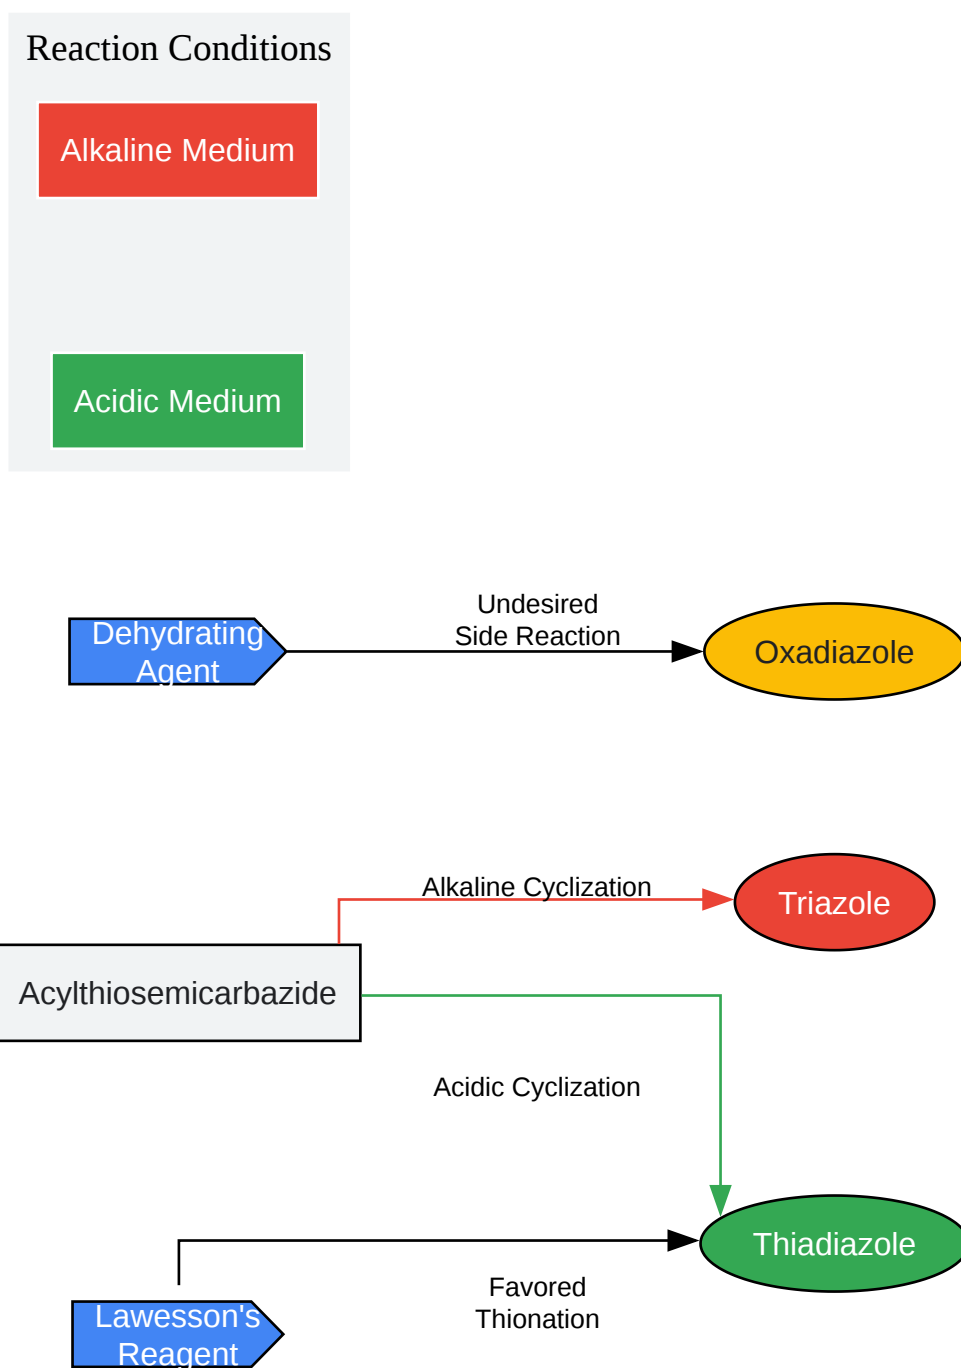 Reaction Conditions
Alkaline Medium
Acidic Medium
Dehydrating
Agent
Undesired
Side Reaction
Oxadiazole
Alkaline Cyclization
Triazole
Acylthiosemicarbazide
Acidic Cyclization
Thiadiazole
Favored
Thionation
Lawesson's
Reagent